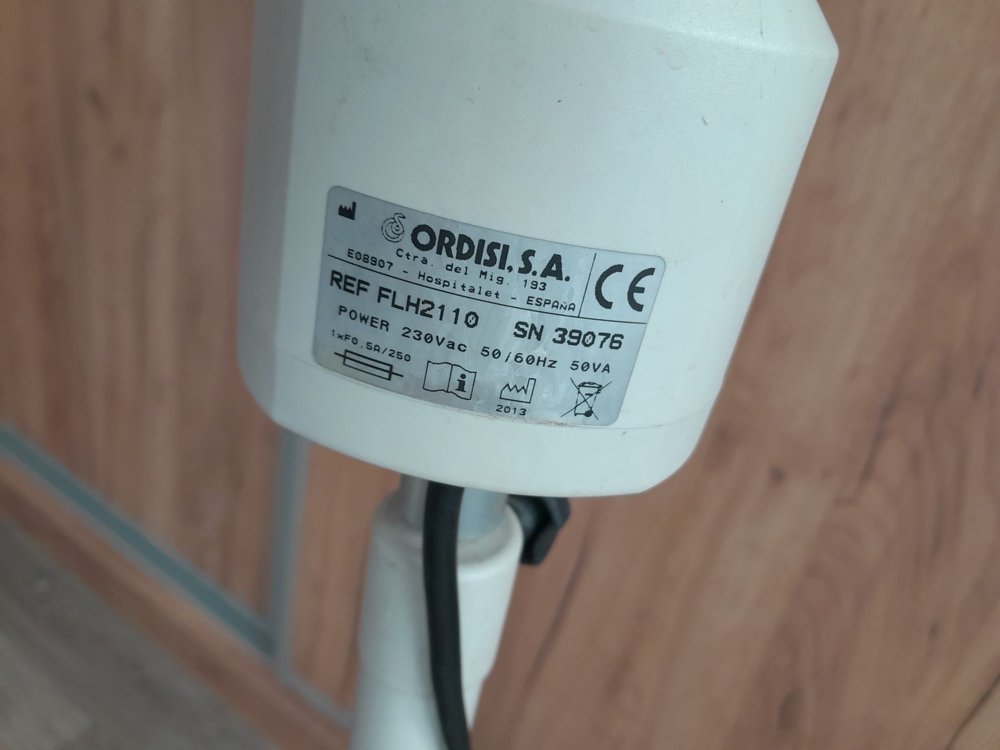 ORDISI, S.A.
Ctra. del Mig, 193
E08907 - Hospitalet - ESPAÑA
CE
REF FLH2110 SN 39076
POWER 230Vac 50/60Hz 50VA
1xF0,5A/250
i
2013